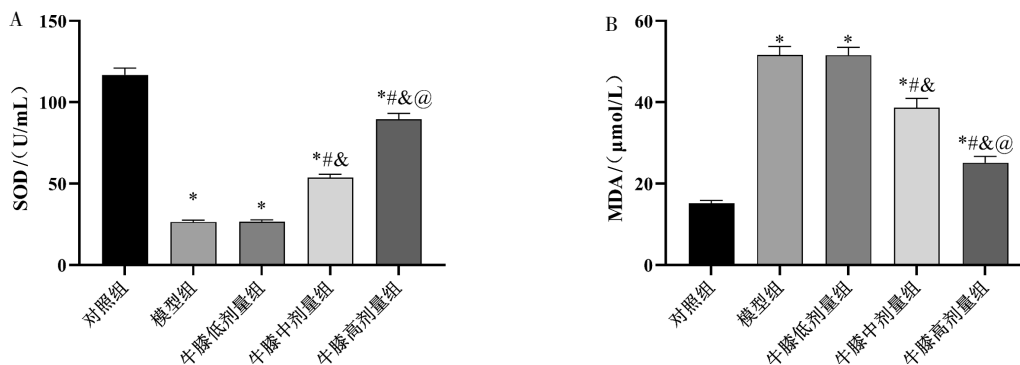 A
SOD/(U/mL)
150
100
50
0
*
*
*#&
*#&@
对照组
模型组
牛膝低剂量组
牛膝中剂量组
牛膝高剂量组
B
MDA/(μmol/L)
60
40
20
0
*
*
*#&
*#&@
对照组
模型组
牛膝低剂量组
牛膝中剂量组
牛膝高剂量组